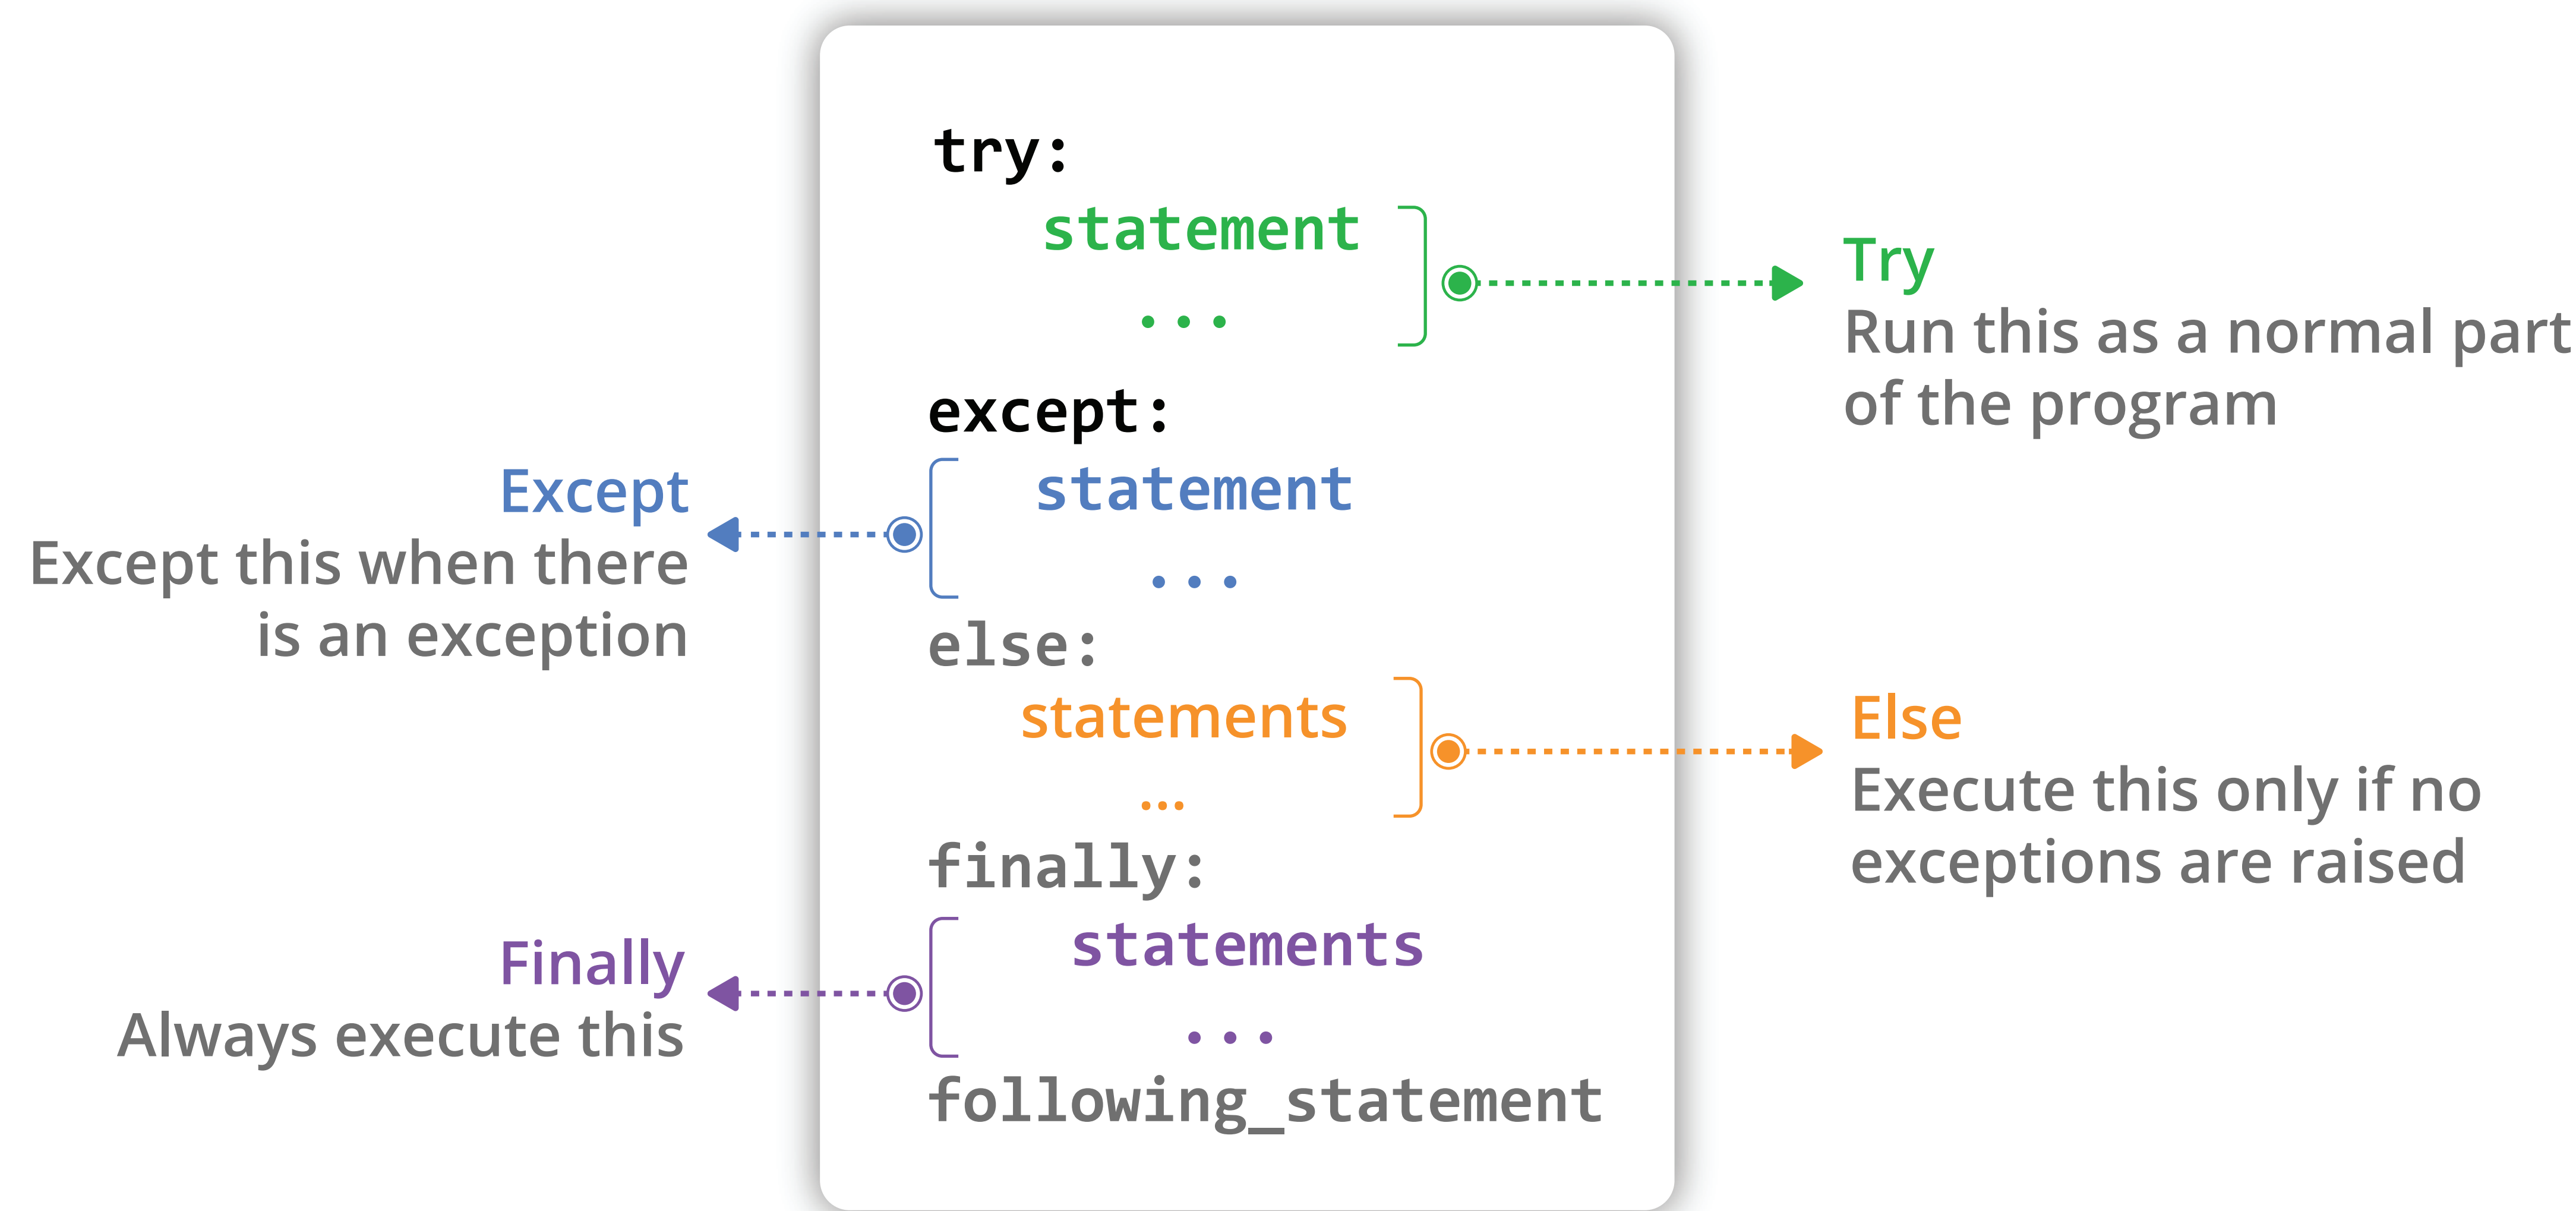 try:
statement
...
Try
Run this as a normal part
of the program
except:
statement
...
Except
Except this when there
is an exception
else:
statements
...
Else
Execute this only if no
exceptions are raised
finally:
statements
...
Finally
Always execute this
following_statement